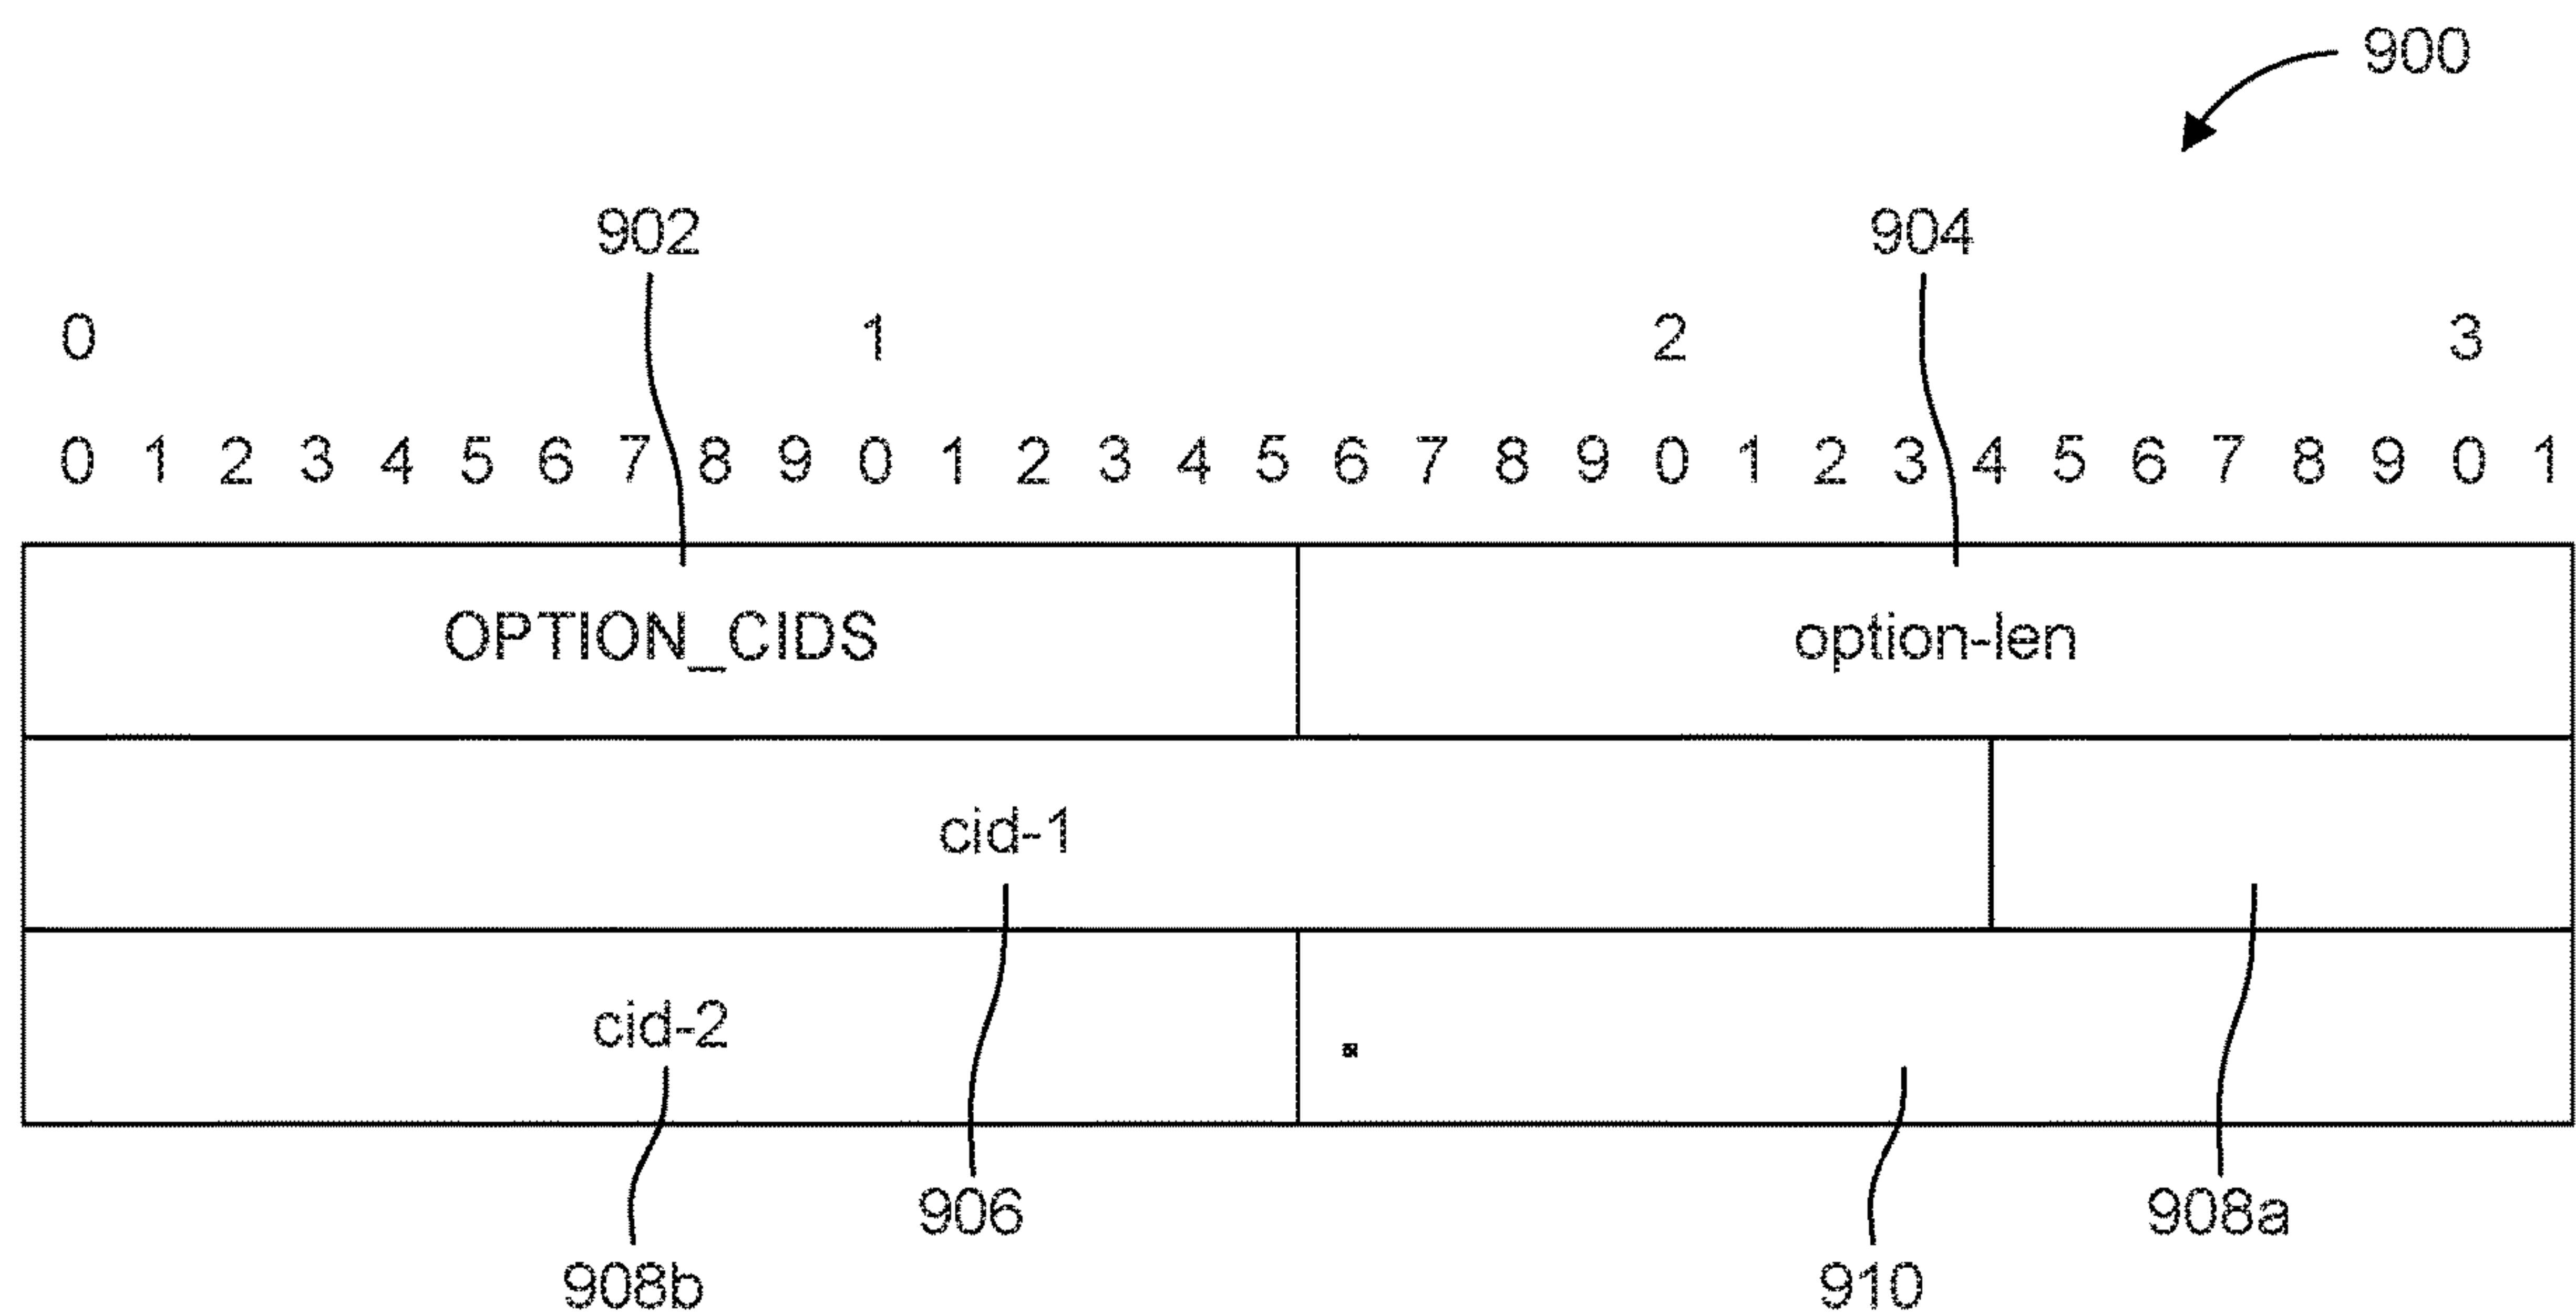 900
902 904
0 1 2 3
0 1 2 3 4 5 6 7 8 9 0 1 2 3 4 5 6 7 8 9 0 1 2 3 4 5 6 7 8 9 0 1
OPTION_CIDS option-len
cid-1
cid-2
906 908a
908b 910